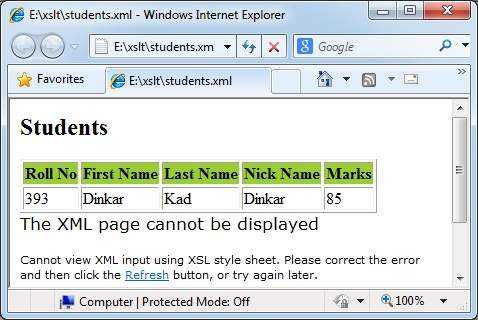 E:\xslt\students.xml - Windows Internet Explorer
E:\xslt\students.xm
Google
Favorites
E:\xslt\students.xml
Students
Roll No First Name Last Name Nick Name Marks
393 Dinkar Kad Dinkar 85
The XML page cannot be displayed
Cannot view XML input using XSL style sheet. Please correct the error
and then click the Refresh button, or try again later.
Computer | Protected Mode: Off
100%